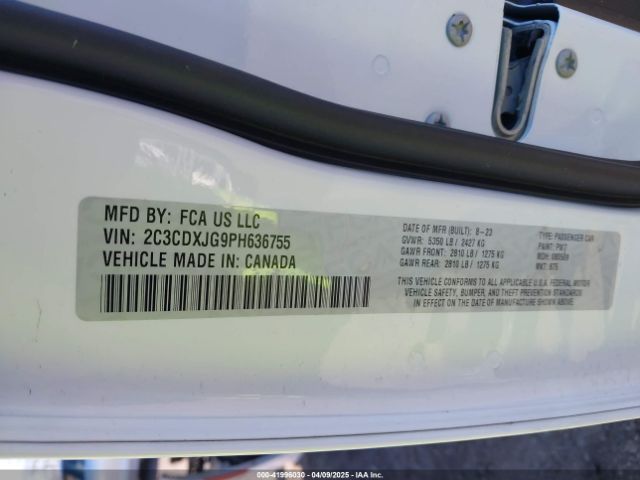 MFD BY: FCA US LLC
VIN: 2C3CDXJG9PH636755
VEHICLE MADE IN: CANADA
DATE OF MFR (BUILT): 8-23
GVWR: 5350 LB / 2427 KG
GAWR FRONT: 2810 LB / 1275 KG
GAWR REAR: 2810 LB / 1275 KG
TYPE: PASSENGER CAR
PAINT: PW7
MDH:
MKT:
THIS VEHICLE CONFORMS TO ALL APPLICABLE U.S.A. FEDERAL MOTOR
VEHICLE SAFETY, BUMPER, AND THEFT PREVENTION STANDARDS
IN EFFECT ON THE DATE OF MANUFACTURE SHOWN ABOVE.
000-41996030 - 04/09/2025 - IAA Inc.